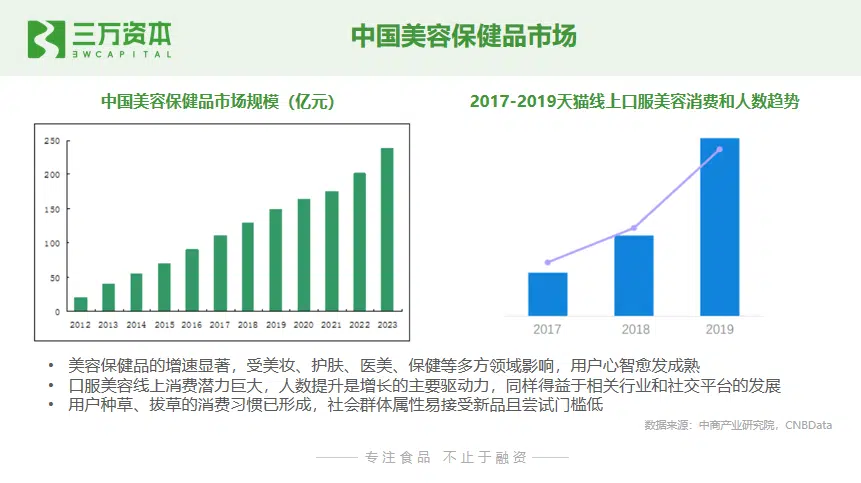 三万资本
3WCAPITAL
中国美容保健品市场
中国美容保健品市场规模（亿元）
250
200
150
100
50
0
2012 2013 2014 2015 2016 2017 2018 2019 2020 2021 2022 2023
2017-2019天猫线上口服美容消费和人数趋势
2017 2018 2019
• 美容保健品的增速显著，受美妆、护肤、医美、保健等多方领域影响，用户心智愈发成熟
• 口服美容线上消费潜力巨大，人数提升是增长的主要驱动力，同样得益于相关行业和社交平台的发展
• 用户种草、拔草的消费习惯已形成，社会群体属性易接受新品且尝试门槛低
数据来源：中商产业研究院，CNBData
专注食品 不止于融资